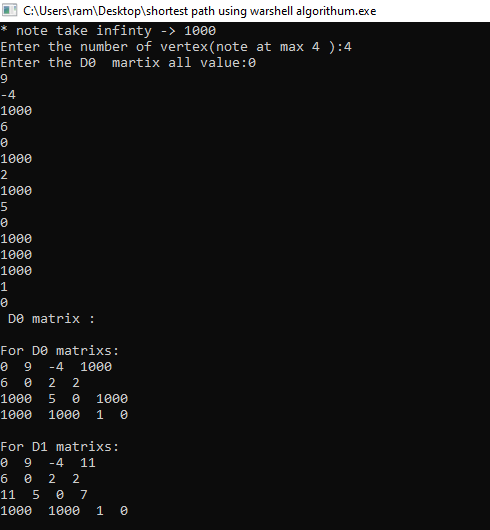 C:\Users\ram\Desktop\shortest path using warshell algorithum.exe
* note take infinty -> 1000
Enter the number of vertex(note at max 4 ):4
Enter the D0  martix all value:0
9
-4
1000
6
0
1000
2
1000
5
0
1000
1000
1000
1
0
 D0 matrix :
For D0 matrixs:
0  9  -4  1000
6  0  2  2
1000  5  0  1000
1000  1000  1  0
For D1 matrixs:
0  9  -4  11
6  0  2  2
11  5  0  7
1000  1000  1  0